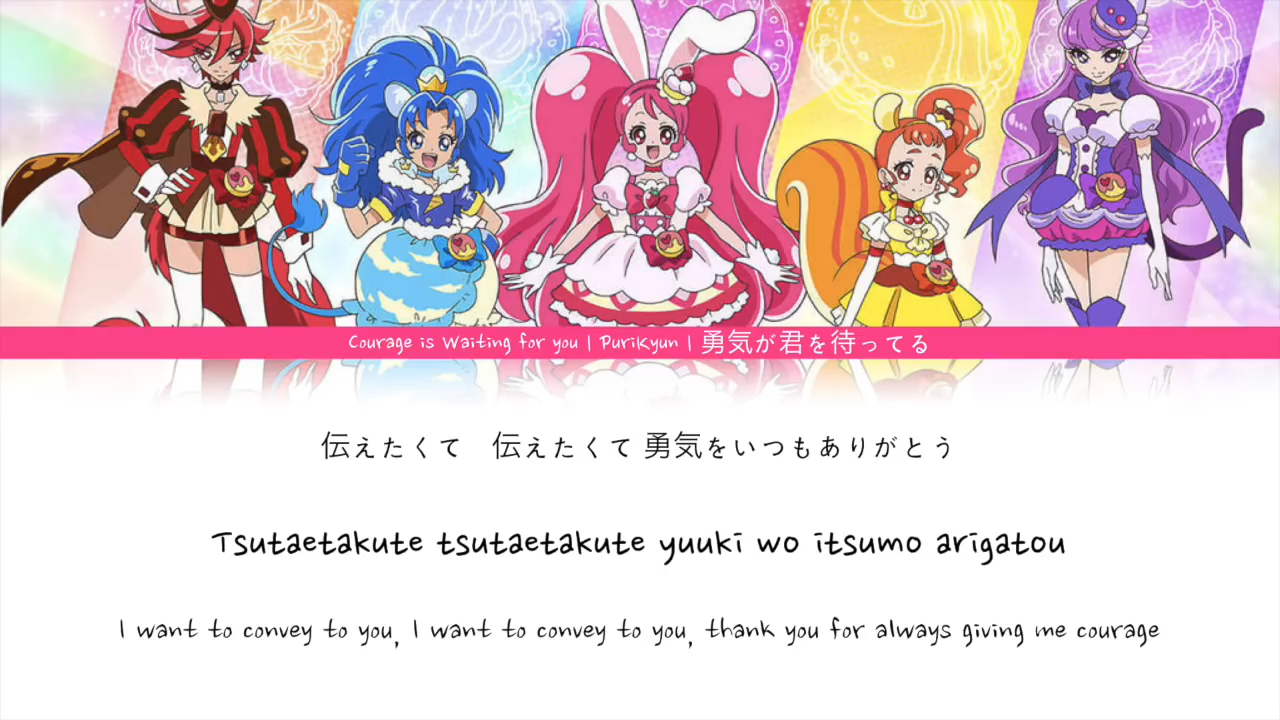 Courage is Waiting for you | PuriKyun | 勇気が君を待ってる
伝えたくて　伝えたくて 勇気をいつもありがとう
Tsutaetakute tsutaetakute yuuki wo itsumo arigatou
I want to convey to you, I want to convey to you, thank you for always giving me courage